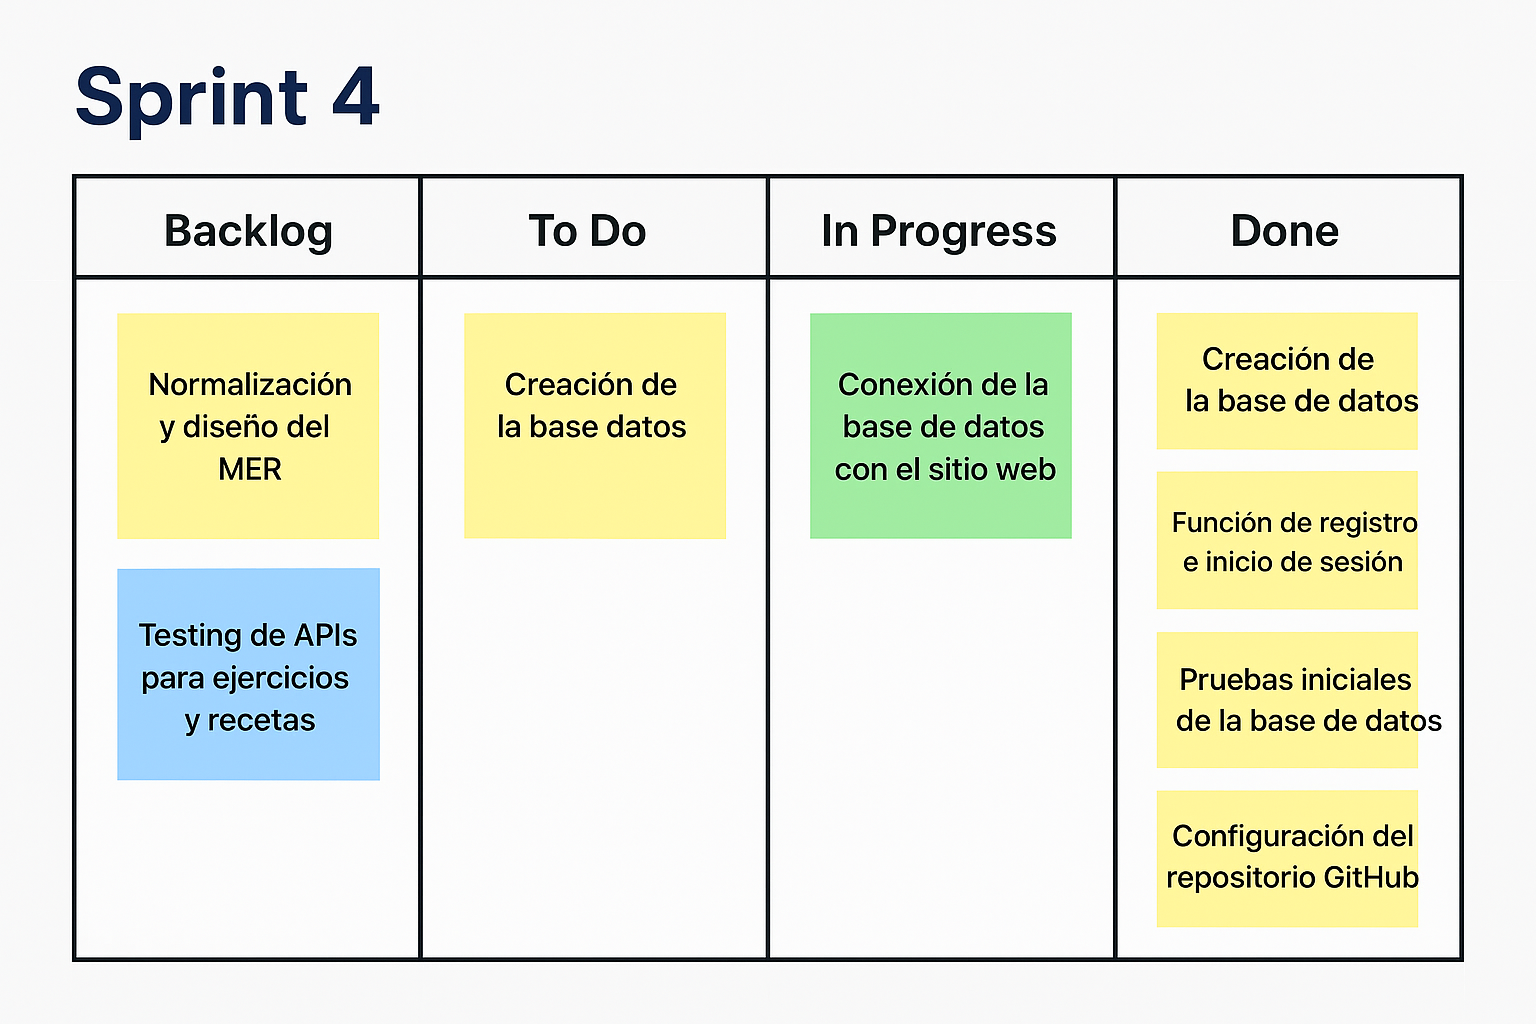 Sprint 4
Backlog
To Do
In Progress
Done
Normalización
y diseño del
MER
Testing de APIs
para ejercicios
y recetas
Creación de
la base datos
Conexión de la
base de datos
con el sitio web
Creación de
la base de datos
Función de registro
e inicio de sesión
Pruebas iniciales
de la base de datos
Configuración del
repositorio GitHub